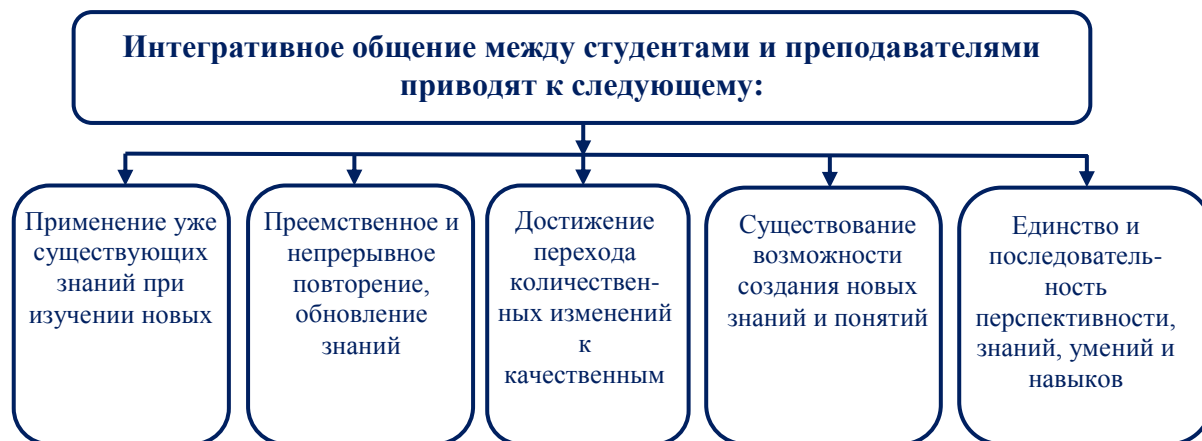 Интегративное общение между студентами и преподавателями
приводят к следующему:
Применение уже
существующих
знаний при
изучении новых
Преемственное и
непрерывное
повторение,
обновление
знаний
Достижение
перехода
количествен-
ных изменений
к
качественным
Существование
возможности
создания новых
знаний и понятий
Единство и
последователь-
ность
перспективности,
знаний, умений и
навыков